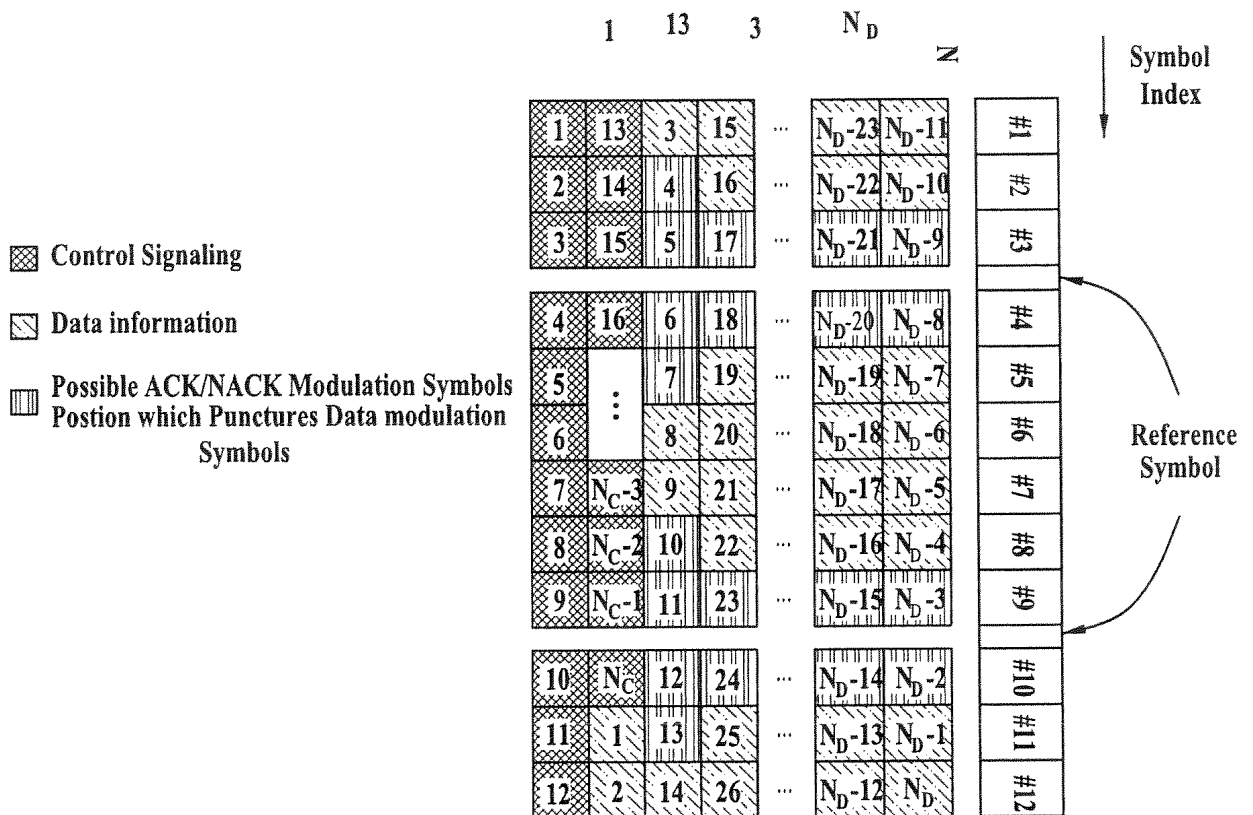 1 13 3 N_D
N
Symbol
Index
1 13 3 15 ... N_D-23 N_D-11 #1
2 14 4 16 ... N_D-22 N_D-10 #2
3 15 5 17 ... N_D-21 N_D-9 #3
Control Signaling
4 16 6 18 ... N_D-20 N_D-8 #4
Data information
5 ... 7 19 ... N_D-19 N_D-7 #5
Possible ACK/NACK Modulation Symbols
Postion which Punctures Data modulation
Symbols
6 8 20 ... N_D-18 N_D-6 #6
Reference
Symbol
7 N_C-3 9 21 ... N_D-17 N_D-5 #7
8 N_C-2 10 22 ... N_D-16 N_D-4 #8
9 N_C-1 11 23 ... N_D-15 N_D-3 #9
10 N_C 12 24 ... N_D-14 N_D-2 #10
11 1 13 25 ... N_D-13 N_D-1 #11
12 2 14 26 ... N_D-12 N_D #12